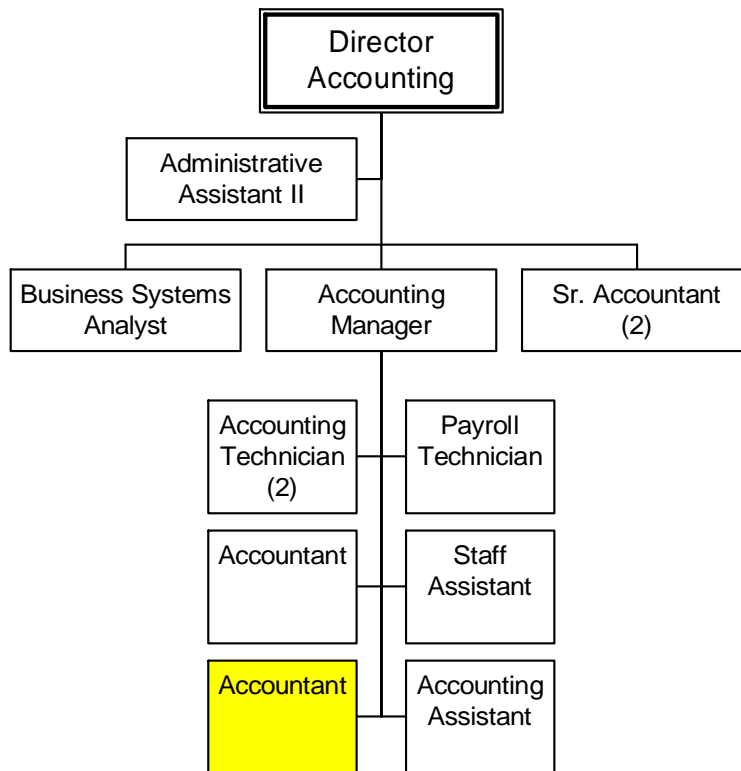 Director
Accounting
Administrative
Assistant II
Business Systems
Analyst
Accounting
Manager
Sr. Accountant
(2)
Accounting
Technician
(2)
Payroll
Technician
Accountant
Staff
Assistant
Accountant
Accounting
Assistant